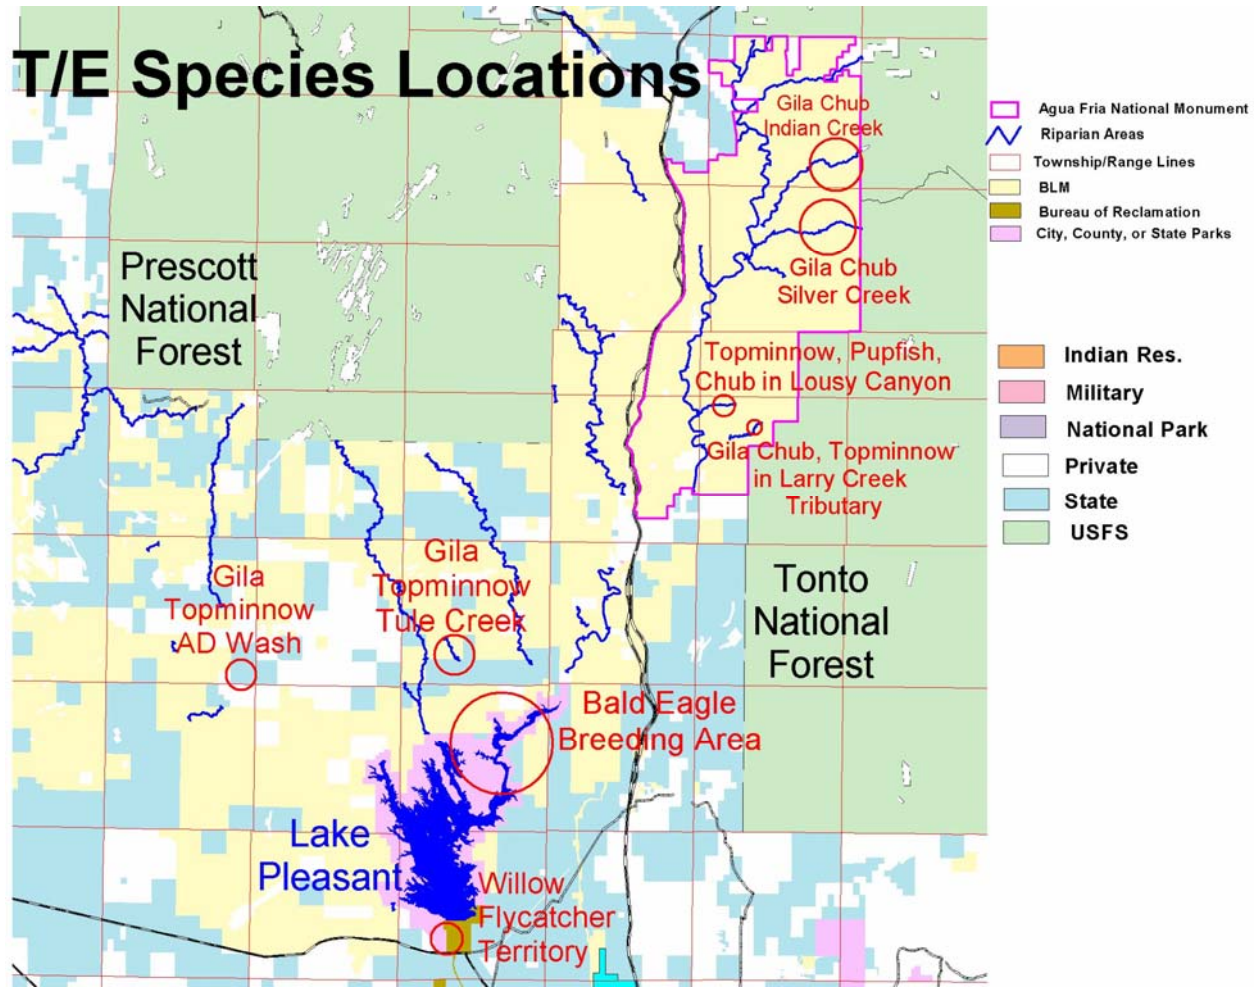 T/E Species Locations
Gila Chub
Indian Creek
Gila Chub
Silver Creek
Prescott
National
Forest
Topminnow, Pupfish,
Chub in Lousy Canyon
Gila Chub, Topminnow
in Larry Creek
Tributary
Gila
Topminnow
AD Wash
Gila
Topminnow
Tule Creek
Tonto
National
Forest
Bald Eagle
Breeding Area
Lake
Pleasant
Willow
Flycatcher
Territory
Agua Fria National Monument
Riparian Areas
Township/Range Lines
BLM
Bureau of Reclamation
City, County, or State Parks
Indian Res.
Military
National Park
Private
State
USFS